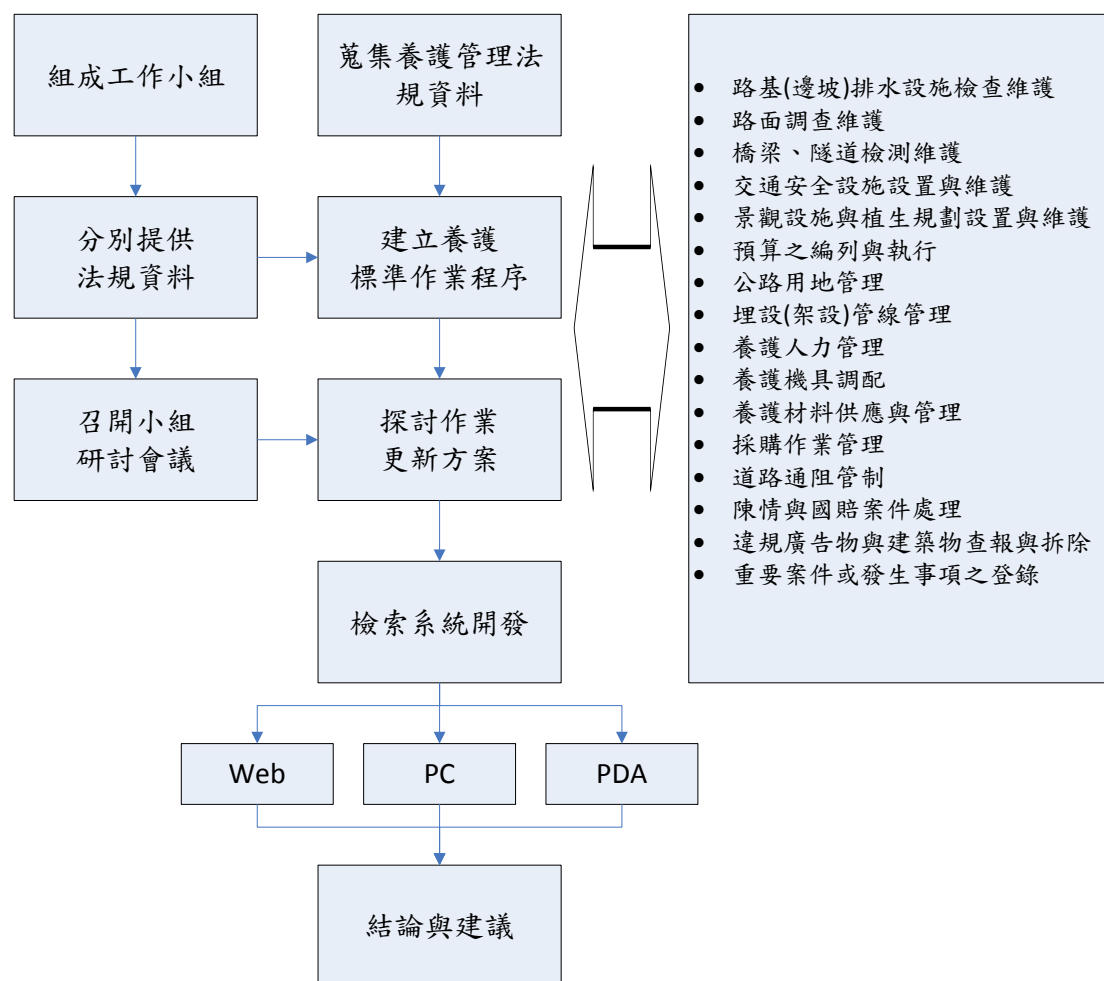 組成工作小組
蒐集養護管理法
規資料
分別提供
法規資料
建立養護
標準作業程序
召開小組
研討會議
探討作業
更新方案
檢索系統開發
Web
PC
PDA
結論與建議
• 路基(邊坡)排水設施檢查維護
• 路面調查維護
• 橋梁、隧道檢測維護
• 交通安全設施設置與維護
• 景觀設施與植生規劃設置與維護
• 預算之編列與執行
• 公路用地管理
• 埋設(架設)管線管理
• 養護人力管理
• 養護機具調配
• 養護材料供應與管理
• 採購作業管理
• 道路通阻管制
• 陳情與國賠案件處理
• 違規廣告物與建築物查報與拆除
• 重要案件或發生事項之登錄